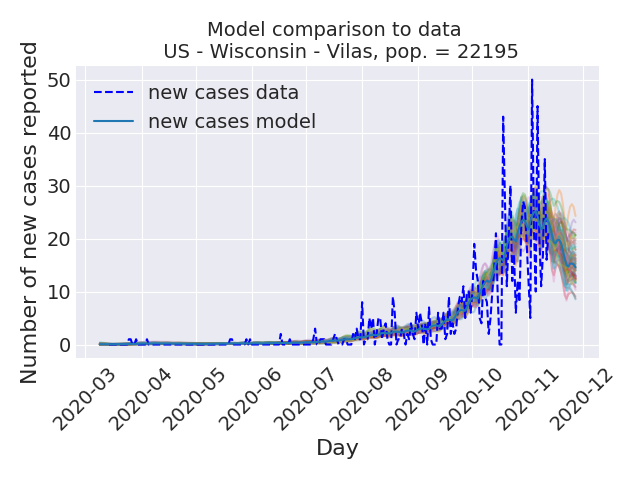 Model comparison to data
US - Wisconsin - Vilas, pop. = 22195
Number of new cases reported
50
40
30
20
10
0
new cases data
new cases model
2020-03
2020-04
2020-05
2020-06
2020-07
2020-08
2020-09
2020-10
2020-11
2020-12
Day